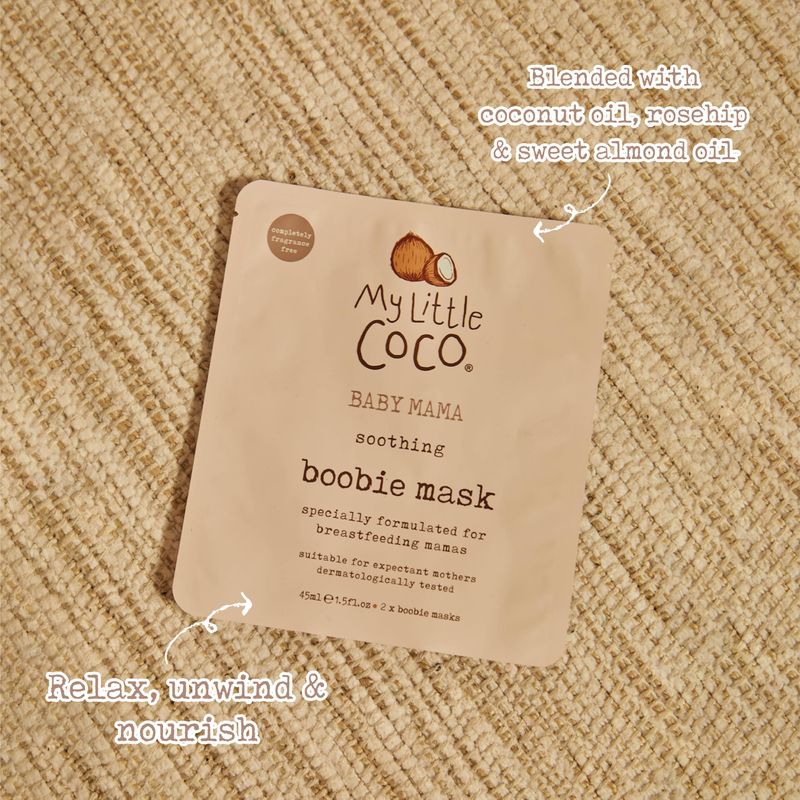 Blended with
coconut oil, rosehip
& sweet almond oil
completely
fragrance
free
My Little
Coco®
BABY MAMA
soothing
boobie mask
specially formulated for
breastfeeding mamas
suitable for expectant mothers
dermatologically tested
45ml ℮ 1.5fl.oz • 2 x boobie masks
Relax, unwind &
nourish